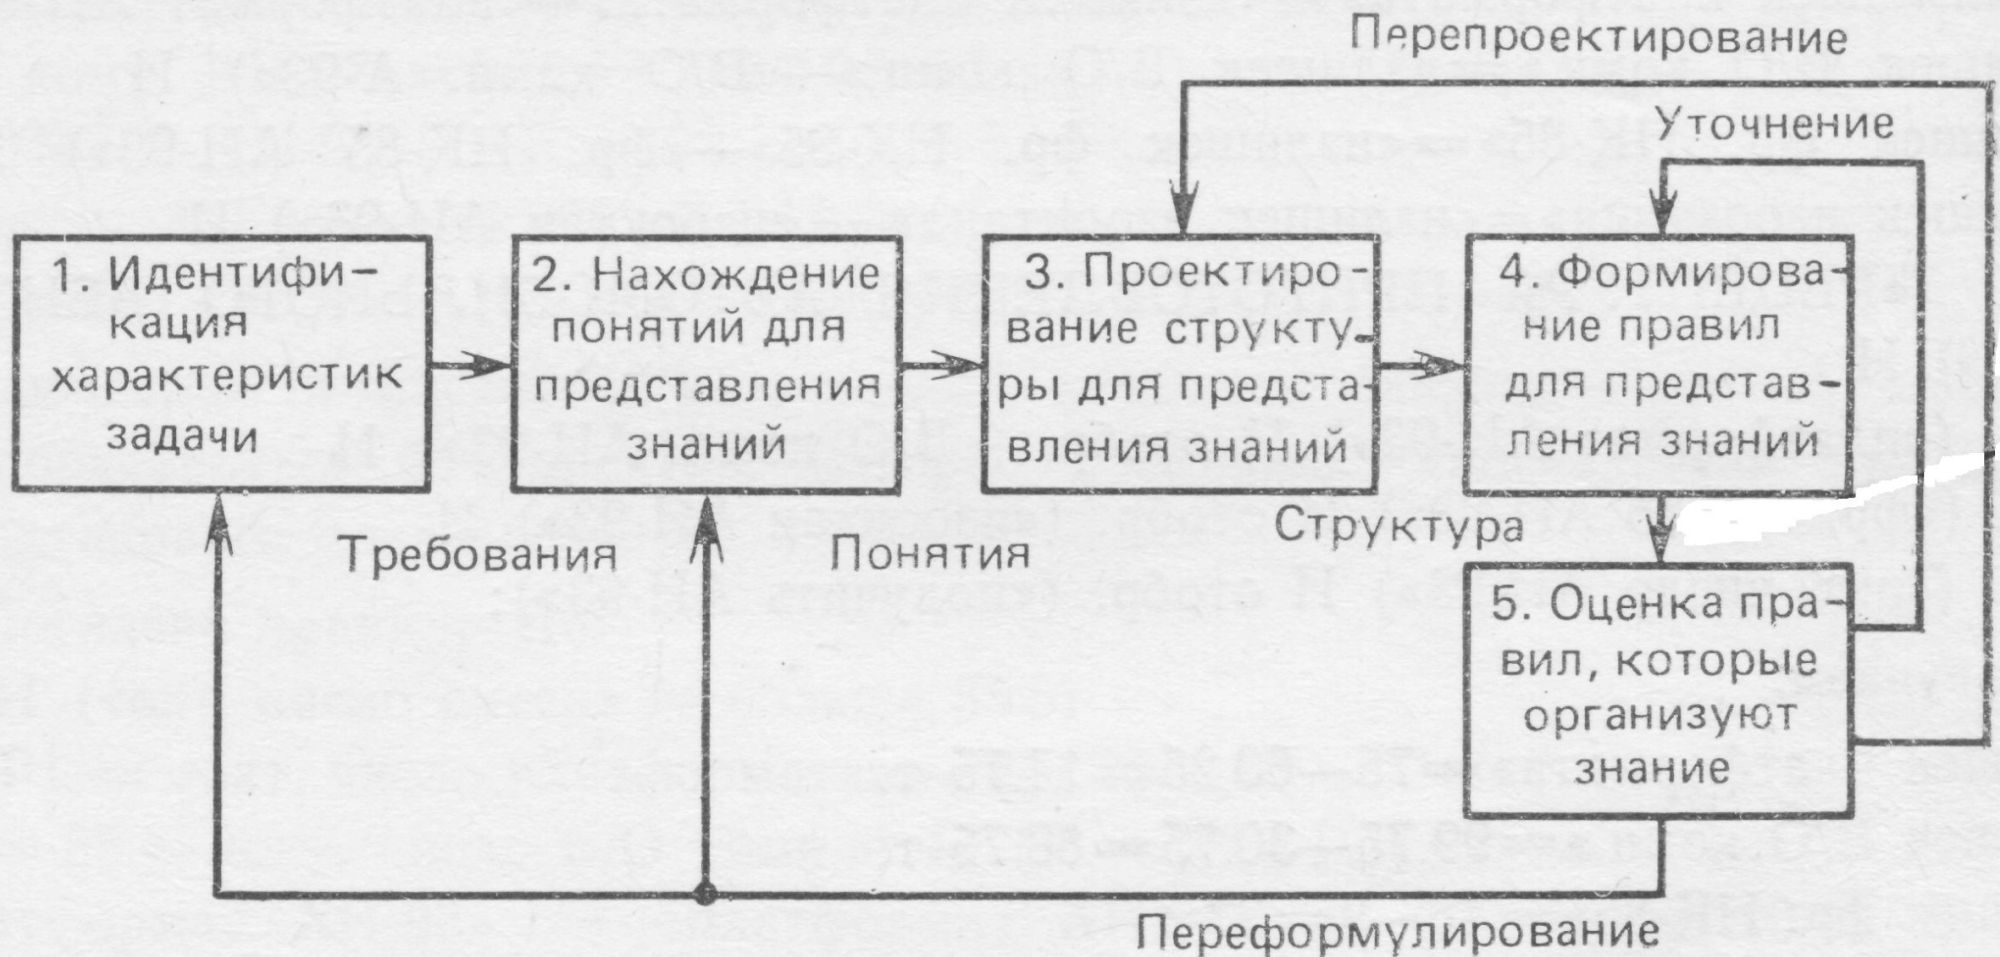 Перепроектирование
Уточнение
1. Идентифи-
кация
характеристик
задачи
2. Нахождение
понятий для
представления
знаний
3. Проектиро-
вание структу-
ры для предста-
вления знаний
4. Формирова-
ние правил
для представ-
ления знаний
Требования
Понятия
Структура
5. Оценка пра-
вил, которые
организуют
знание
Переформулирование